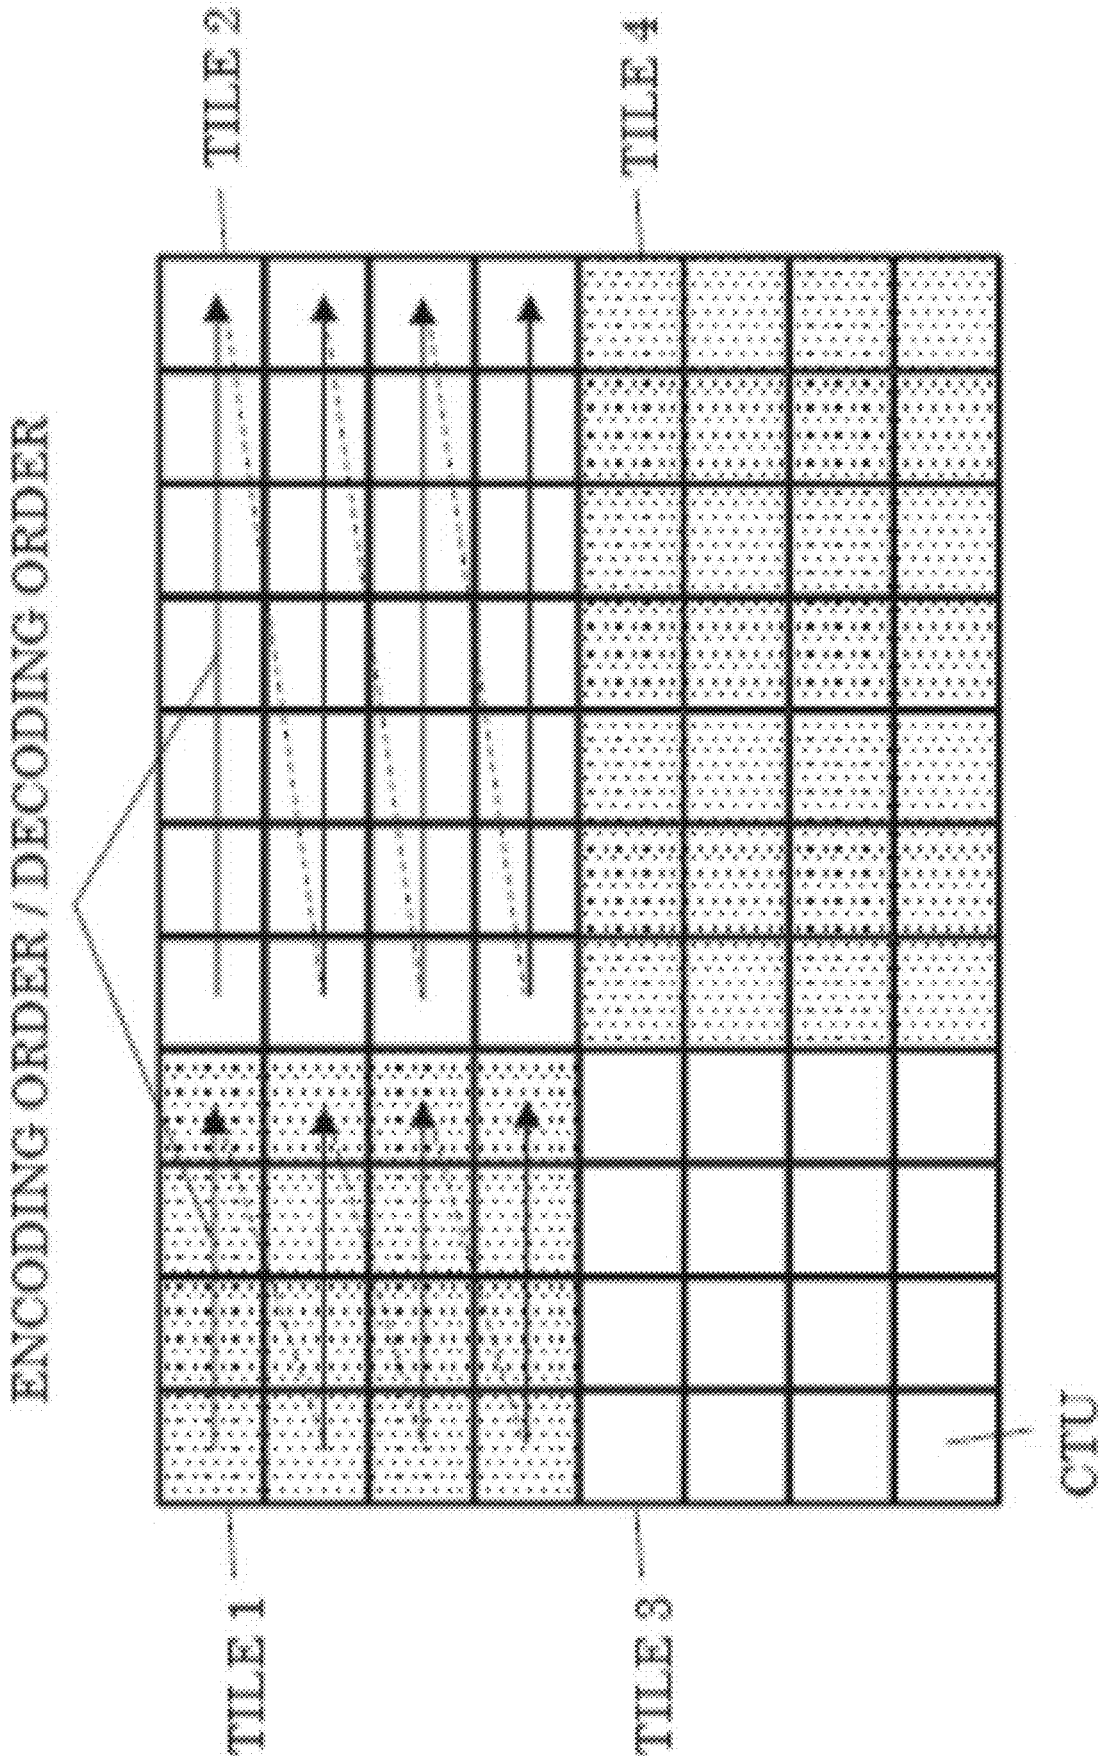 ENCODING ORDER / DECODING ORDER
TILE 1
TILE 2
TILE 3
TILE 4
CTU